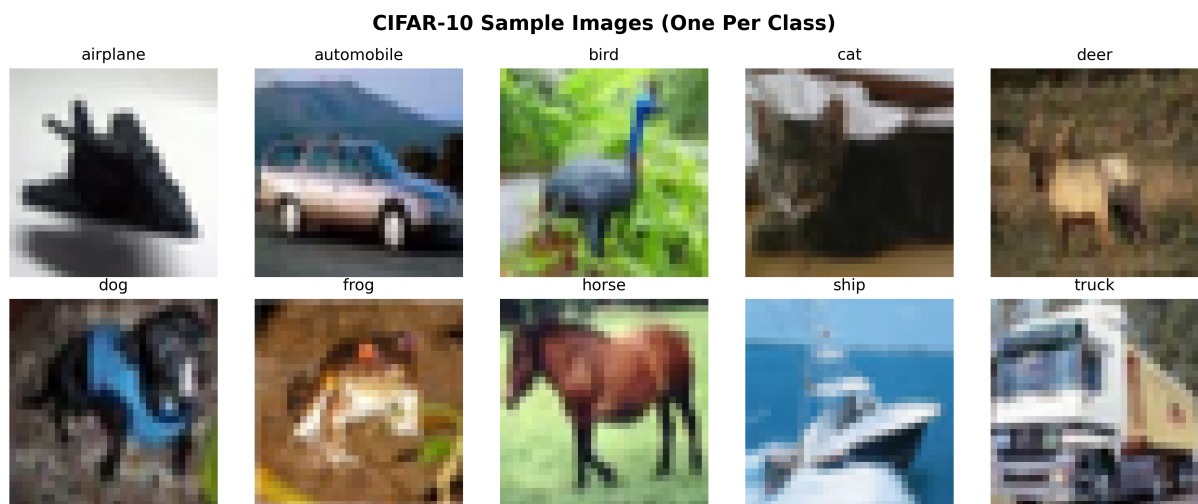 CIFAR-10 Sample Images (One Per Class)
airplane automobile bird cat deer
dog frog horse ship truck